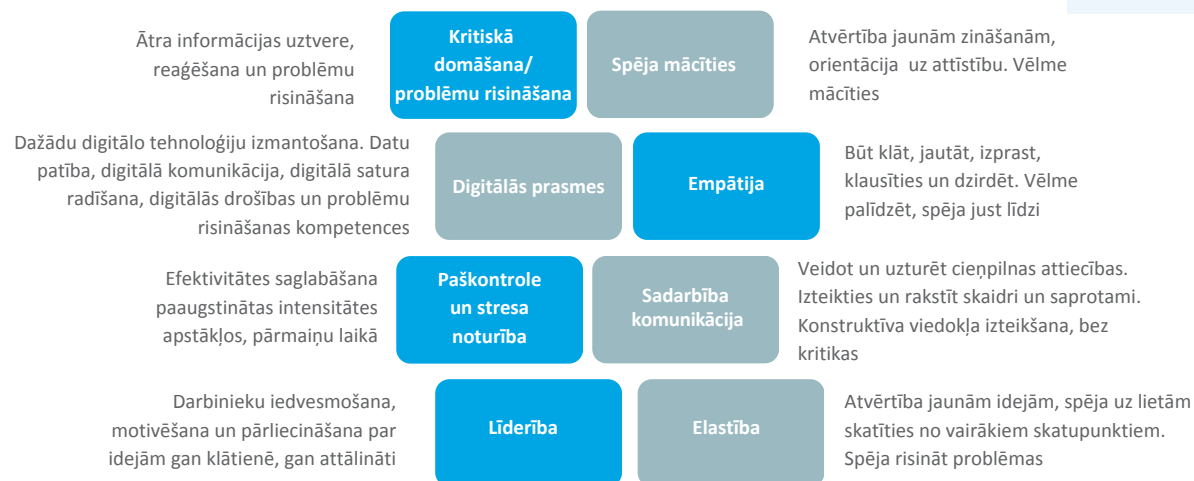 Ātra informācijas uztvere,
reaģēšana un problēmu
risināšana
Kritiskā
domāšana/
problēmu risināšana
Spēja mācīties
Atvērtība jaunām zināšanām,
orientācija uz attīstību. Vēlme
mācīties
Dažādu digitālo tehnoloģiju izmantošana. Datu
patība, digitālā komunikācija, digitālā satura
radīšana, digitālās drošības un problēmu
risināšanas kompetences
Digitālās prasmes
Empātija
Būt klāt, jautāt, izprast,
klausīties un dzirdēt. Vēlme
palīdzēt, spēja just līdzi
Efektivitātes saglabāšana
paaugstinātas intensitātes
apstākļos, pārmaiņu laikā
Paškontrole
un stresa
noturība
Sadarbība
komunikācija
Veidot un uzturēt cieņpilnas attiecības.
Izteikties un rakstīt skaidri un saprotami.
Konstruktīva viedokļa izteikšana, bez
kritikas
Darbinieku iedvesmošana,
motivēšana un pārliecināšana par
idejām gan klātienē, gan attālināti
Līderība
Elastība
Atvērtība jaunām idejām, spēja uz lietām
skatīties no vairākiem skatupunktiem.
Spēja risināt problēmas